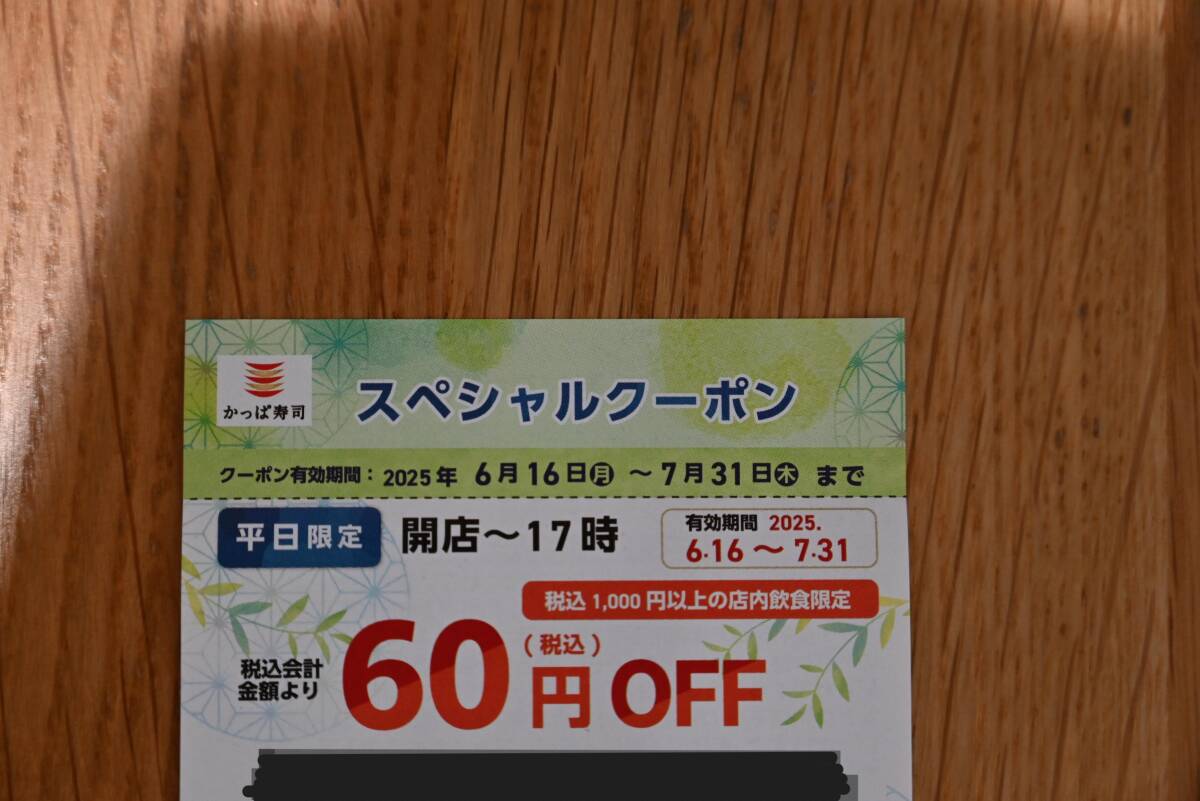 かっぱ寿司
スペシャルクーポン
クーポン有効期間： 2025年 6月16日月 ～7月31日木 まで
平日限定 開店～17時
有効期間 2025.
6.16 ～ 7.31
税込1,000円以上の店内飲食限定
税込会計
金額より
60円(税込)OFF